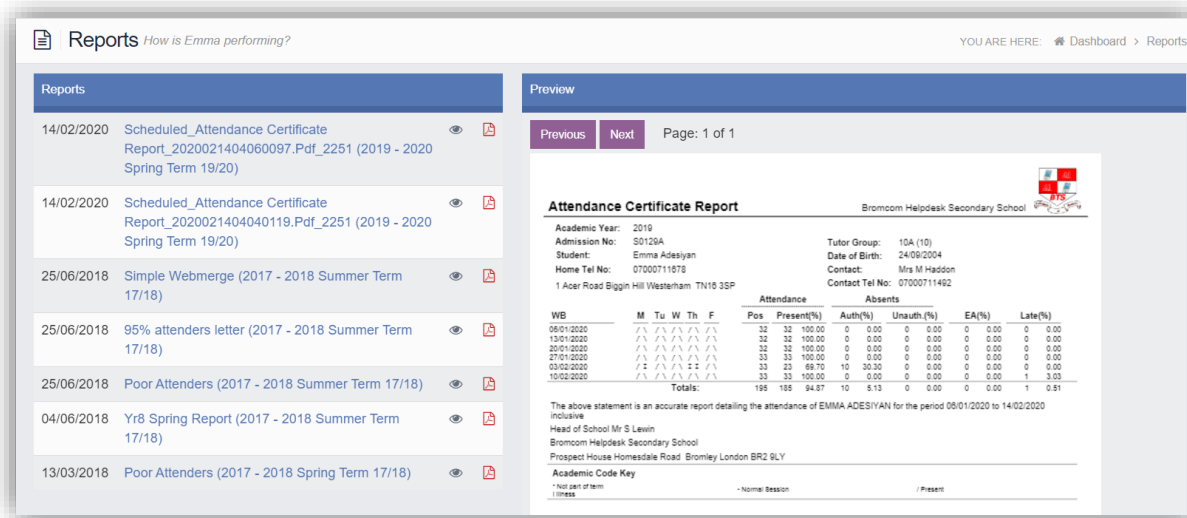 Reports How is Emma performing?
YOU ARE HERE: Dashboard > Reports
Reports
14/02/2020 Scheduled_Attendance Certificate
Report_2020021404060097.Pdf_2251 (2019 - 2020
Spring Term 19/20)
14/02/2020 Scheduled_Attendance Certificate
Report_2020021404040119.Pdf_2251 (2019 - 2020
Spring Term 19/20)
25/06/2018 Simple Webmerge (2017 - 2018 Summer Term
17/18)
25/06/2018 95% attenders letter (2017 - 2018 Summer Term
17/18)
25/06/2018 Poor Attenders (2017 - 2018 Summer Term 17/18)
04/06/2018 Yr8 Spring Report (2017 - 2018 Summer Term
17/18)
13/03/2018 Poor Attenders (2017 - 2018 Spring Term 17/18)
Preview
Previous Next Page: 1 of 1
BTS
Attendance Certificate Report Bromcom Helpdesk Secondary School
Academic Year: 2019
Admission No: S0129A Tutor Group: 10A (10)
Student: Emma Adesiyan Date of Birth: 24/09/2004
Home Tel No: 07000711678 Contact: Mrs M Haddon
1 Acer Road Biggin Hill Westerham TN16 3SP Contact Tel No: 07000711492
Attendance Absents
WB M Tu W Th F Pos Present(%) Auth(%) Unauth.(%) EA(%) Late(%)
06/01/2020 / \ / \ / \ / \ / \ 32 32 100.00 0 0.00 0 0.00 0 0.00 0 0.00
13/01/2020 / \ / \ / \ / \ / \ 32 32 100.00 0 0.00 0 0.00 0 0.00 0 0.00
20/01/2020 / \ / \ / \ / \ / \ 32 32 100.00 0 0.00 0 0.00 0 0.00 0 0.00
27/01/2020 / \ / \ / \ / \ / \ 33 33 100.00 0 0.00 0 0.00 0 0.00 0 0.00
03/02/2020 / I / \ / \ I I / \ 33 23 69.70 10 30.30 0 0.00 0 0.00 0 0.00
10/02/2020 / \ / \ / \ / \ / \ 33 33 100.00 0 0.00 0 0.00 0 0.00 1 3.03
Totals: 195 185 94.87 10 5.13 0 0.00 0 0.00 1 0.51
The above statement is an accurate report detailing the attendance of EMMA ADESIYAN for the period 06/01/2020 to 14/02/2020
inclusive
Head of School Mr S Lewin
Bromcom Helpdesk Secondary School
Prospect House Homesdale Road Bromley London BR2 9LY
Academic Code Key
* Not part of term - Normal Session / Present
I Illness